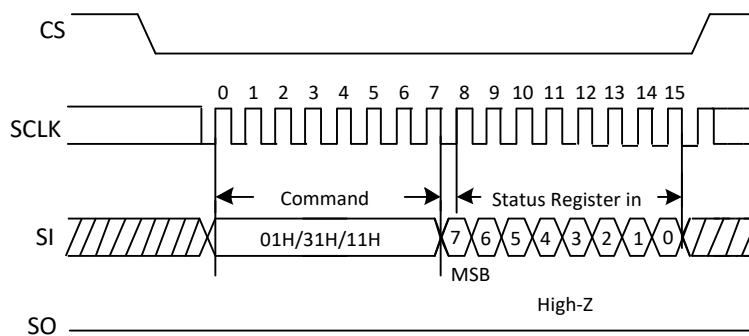 CS
0 1 2 3 4 5 6 7 8 9 10 11 12 13 14 15
SCLK
Command Status Register in
SI 01H/31H/11H 7 6 5 4 3 2 1 0
MSB
High-Z
SO